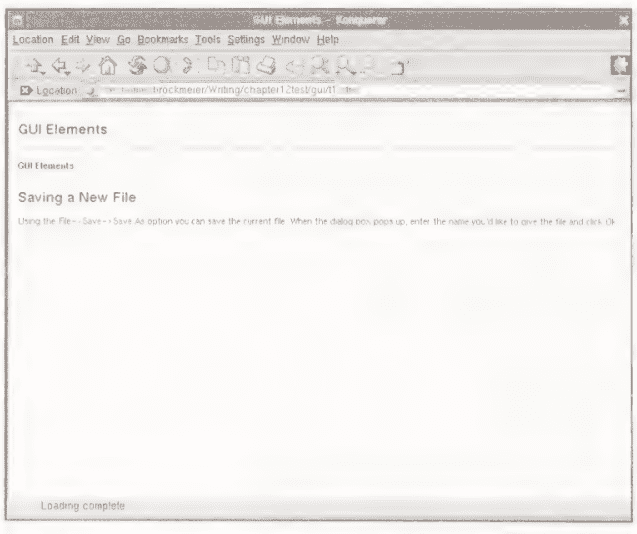 GUI Elements - Konqueror
Location Edit View Go Bookmarks Tools Settings Window Help
Location brockmeier/Writing/chapter12test/gui/t1
GUI Elements
GUI Elements
Saving a New File
Using the File-->Save-->Save As option you can save the current file. When the dialog box pops up, enter the name you'd like to give the file and click OK
Loading complete